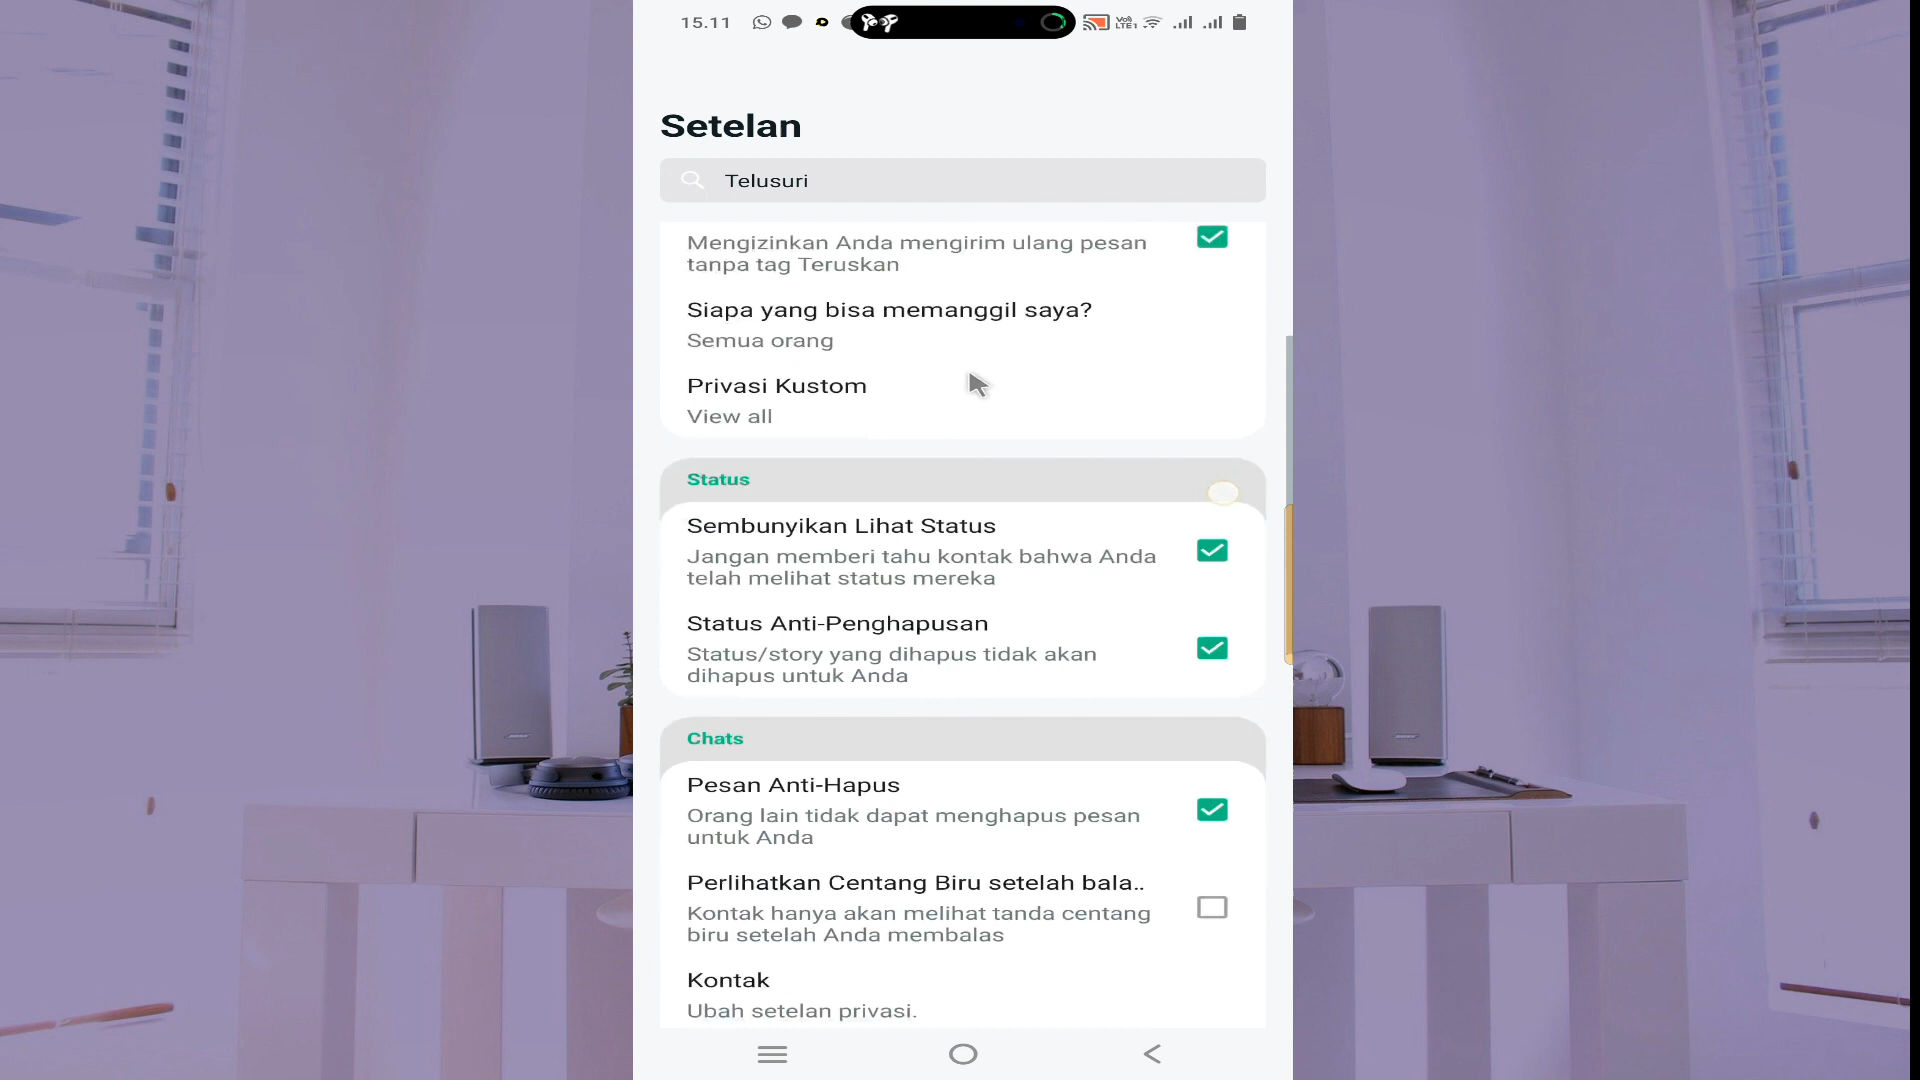 15.11
Setelan
Telusuri
Mengizinkan Anda mengirim ulang pesan
tanpa tag Teruskan
Siapa yang bisa memanggil saya?
Semua orang
Privasi Kustom
View all
Status
Sembunyikan Lihat Status
Jangan memberi tahu kontak bahwa Anda
telah melihat status mereka
Status Anti-Penghapusan
Status/story yang dihapus tidak akan
dihapus untuk Anda
Chats
Pesan Anti-Hapus
Orang lain tidak dapat menghapus pesan
untuk Anda
Perlihatkan Centang Biru setelah bala..
Kontak hanya akan melihat tanda centang
biru setelah Anda membalas
Kontak
Ubah setelan privasi.